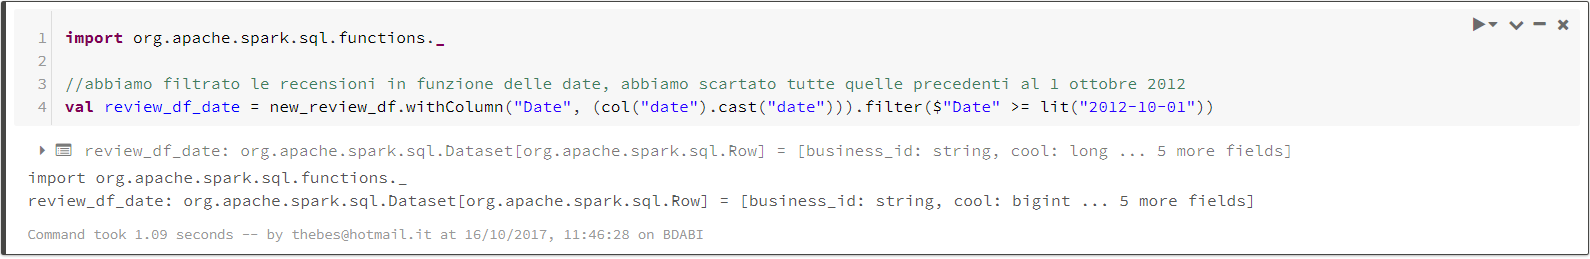 1 import org.apache.spark.sql.functions._
2
3 //abbiamo filtrato le recensioni in funzione delle date, abbiamo scartato tutte quelle precedenti al 1 ottobre 2012
4 val review_df_date = new_review_df.withColumn("Date", (col("date").cast("date"))).filter($"Date" >= lit("2012-10-01"))
review_df_date: org.apache.spark.sql.Dataset[org.apache.spark.sql.Row] = [business_id: string, cool: long ... 5 more fields]
import org.apache.spark.sql.functions._
review_df_date: org.apache.spark.sql.Dataset[org.apache.spark.sql.Row] = [business_id: string, cool: bigint ... 5 more fields]
Command took 1.09 seconds -- by thebes@hotmail.it at 16/10/2017, 11:46:28 on BDABI